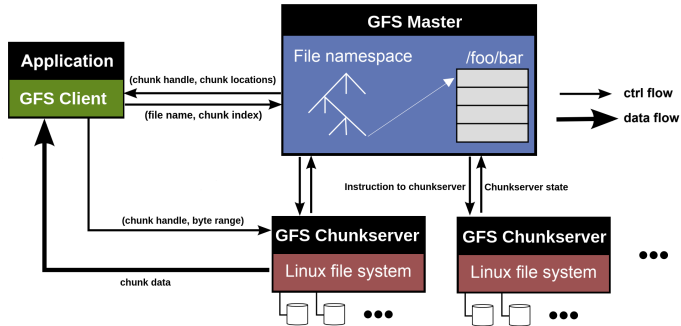 GFS Master
Application
GFS Client
(chunk handle, chunk locations)
(file name, chunk index)
File namespace
/foo/bar
ctrl flow
data flow
Instruction to chunkserver
Chunkserver state
(chunk handle, byte range)
chunk data
GFS Chunkserver
Linux file system
GFS Chunkserver
Linux file system